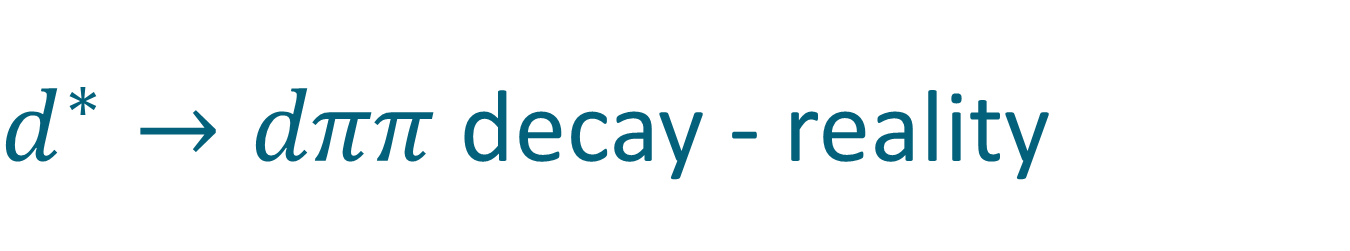 d* → dππ decay - reality